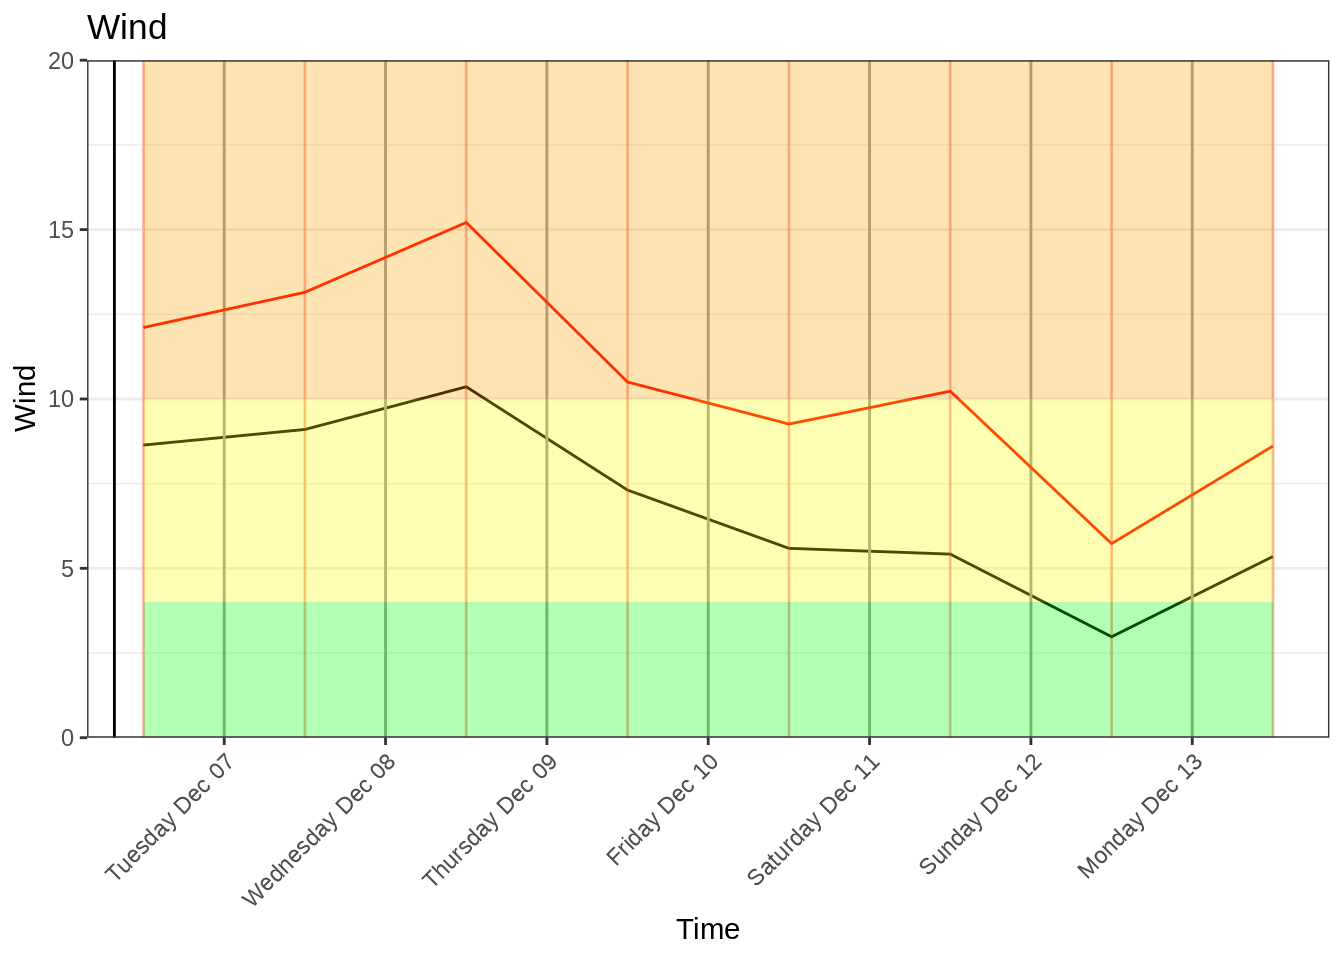 Wind
20
15
10
5
0
Wind
Tuesday Dec 07
Wednesday Dec 08
Thursday Dec 09
Friday Dec 10
Saturday Dec 11
Sunday Dec 12
Monday Dec 13
Time